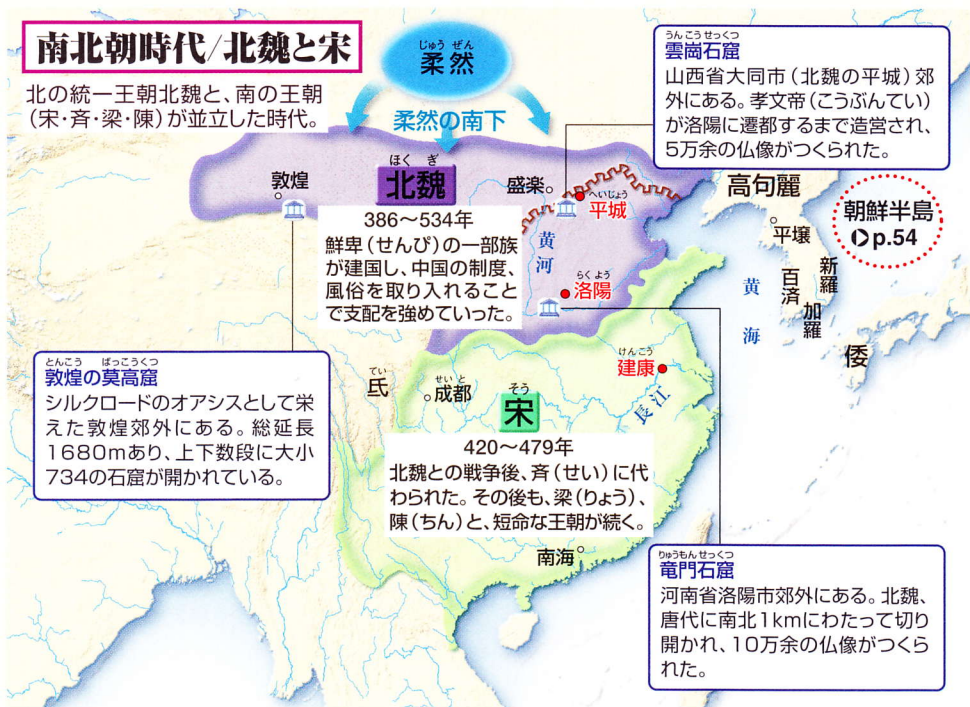 南北朝時代/北魏と宋
北の統一王朝北魏と、南の王朝
(宋・斉・梁・陳)が並立した時代。
じゅう ぜん
柔然
柔然の南下
うんこうせっくつ
雲崗石窟
山西省大同市(北魏の平城)郊
外にある。孝文帝(こうぶんてい)
が洛陽に遷都するまで造営され、
5万余の仏像がつくられた。
敦煌
ほく ぎ
北魏
386〜534年
鮮卑(せんぴ)の一部族
が建国し、中国の制度、
風俗を取り入れること
で支配を強めていった。
盛楽
へいじょう
平城
黄河
らくよう
洛陽
高句麗
平壌
百済
新羅
加羅
朝鮮半島
p.54
黄海
倭
とんこう ばっこうくつ
敦煌の莫高窟
シルクロードのオアシスとして栄
えた敦煌郊外にある。総延長
1680mあり、上下数段に大小
734の石窟が開かれている。
てい
氐
せいと
成都
けんこう
建康
長江
そう
宋
420〜479年
北魏との戦争後、斉(せい)に代
わられた。その後も、梁(りょう)、
陳(ちん)と、短命な王朝が続く。
南海
りゅうもんせっくつ
竜門石窟
河南省洛陽市郊外にある。北魏、
唐代に南北1kmにわたって切り
開かれ、10万余の仏像がつくら
れた。